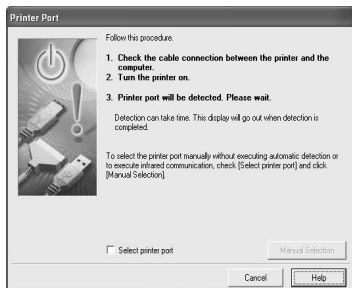 Printer Port
Follow this procedure.
1. Check the cable connection between the printer and the
computer.
2. Turn the printer on.
3. Printer port will be detected. Please wait.
Detection can take time. This display will go out when detection is
completed.
To select the printer port manually without executing automatic detection or
to execute infrared communication, check [Select printer port] and click
[Manual Selection].
Select printer port
Manual Selection
Cancel
Help